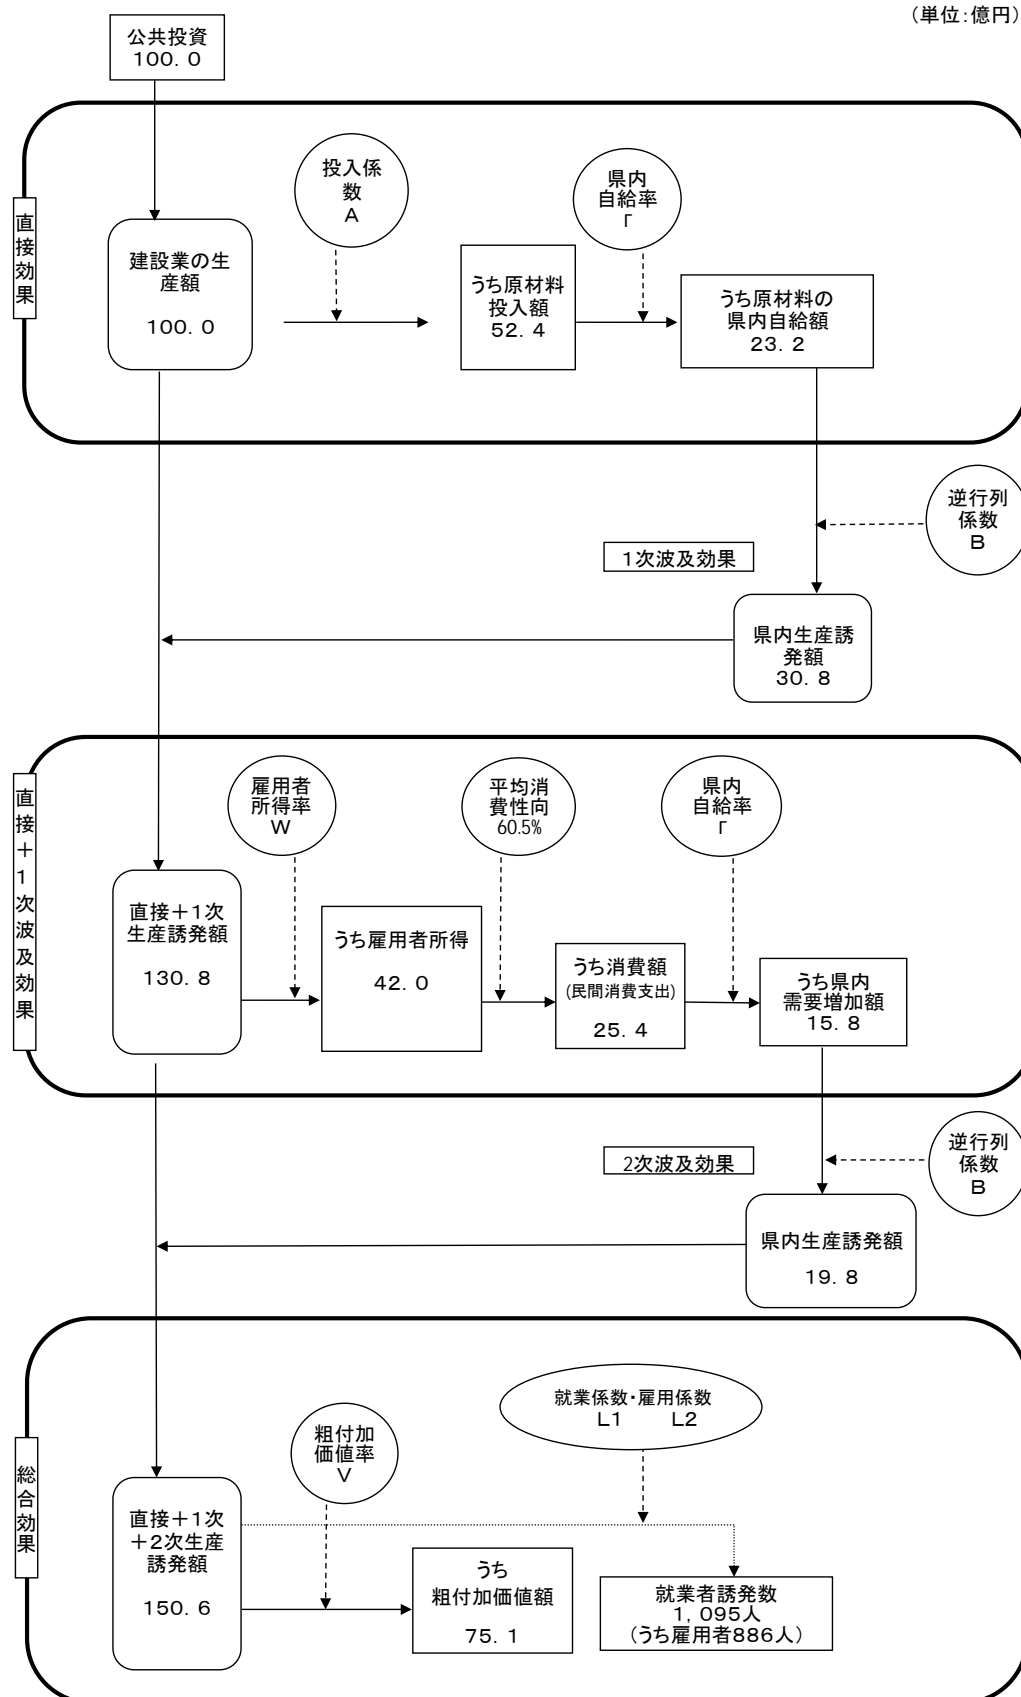 (単位:億円)
公共投資
100.0
直接効果
投入係
数
A
県内
自給率
Γ
建設業の生
産額
100.0
うち原材料
投入額
52.4
うち原材料の
県内自給額
23.2
逆行列
係数
B
1次波及効果
県内生産誘
発額
30.8
直接+1次波及効果
雇用者
所得率
W
平均消
費性向
60.5%
県内
自給率
Γ
直接+1次
生産誘発額
130.8
うち雇用者所得
42.0
うち消費額
(民間消費支出)
25.4
うち県内
需要増加額
15.8
逆行列
係数
B
2次波及効果
県内生産誘発額
19.8
総合効果
就業係数・雇用係数
L1 L2
粗付加
価値率
V
直接+1次
+2次生産
誘発額
150.6
うち
粗付加価値額
75.1
就業者誘発数
1,095人
(うち雇用者886人)